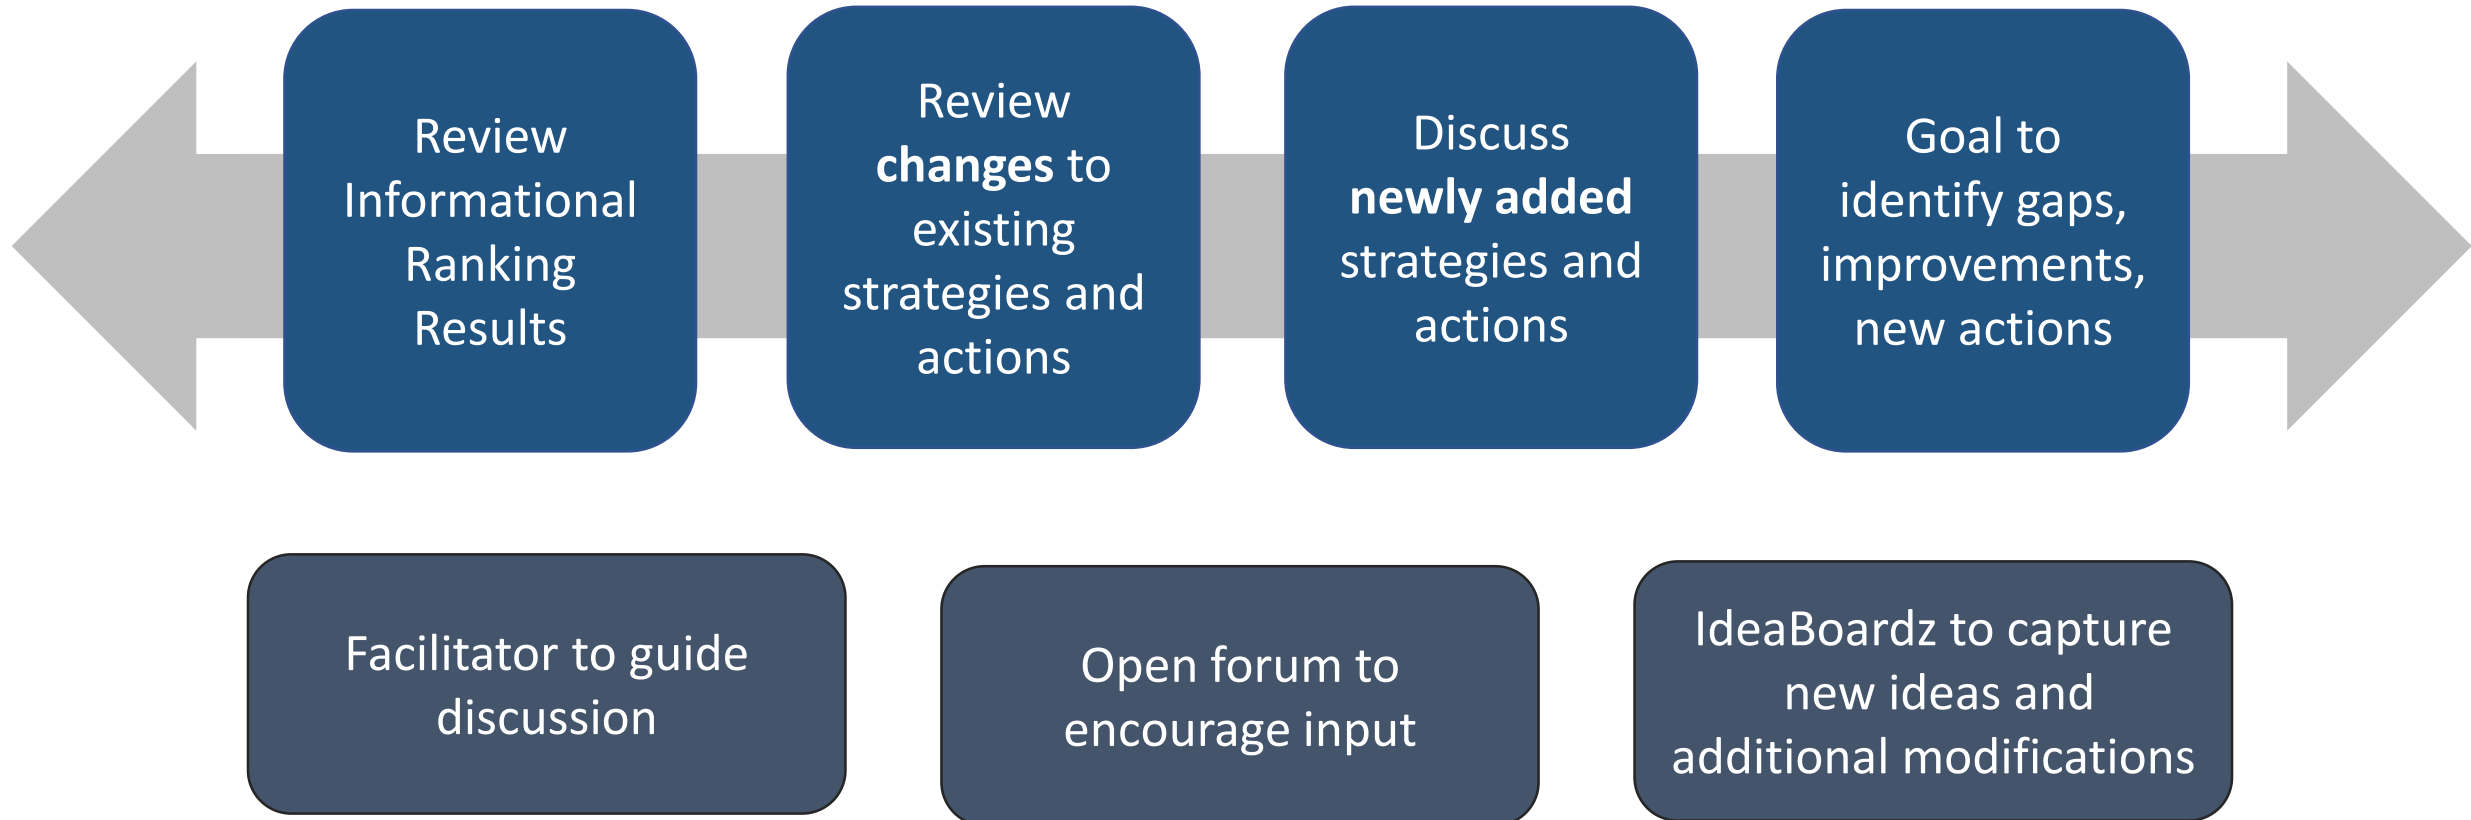 Review
Informational
Ranking
Results
Review
changes to
existing
strategies and
actions
Discuss
newly added
strategies and
actions
Goal to
identify gaps,
improvements,
new actions
Facilitator to guide
discussion
Open forum to
encourage input
IdeaBoardz to capture
new ideas and
additional modifications